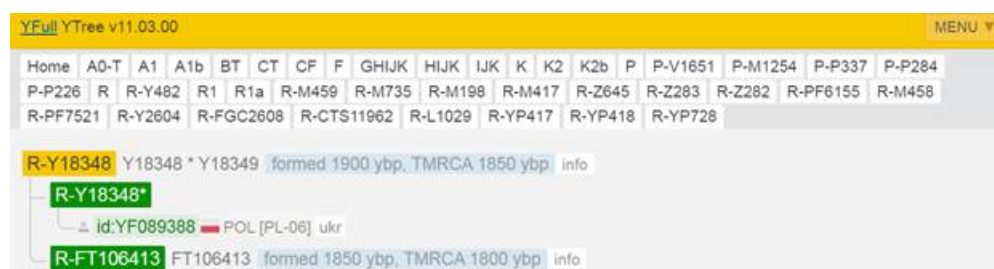 YFull YTree v11.03.00 MENU ▼
Home A0-T A1 A1b BT CT CF F GHIJK HIJK IJK K K2 K2b P P-V1651 P-M1254 P-P337 P-P284
P-P226 R R-Y482 R1 R1a R-M459 R-M735 R-M198 R-M417 R-Z645 R-Z283 R-Z282 R-PF6155 R-M458
R-PF7521 R-Y2604 R-FGC2608 R-CTS11962 R-L1029 R-YP417 R-YP418 R-YP728
R-Y18348 Y18348 * Y18349 formed 1900 ybp, TMRCA 1850 ybp info
R-Y18348*
id:YF089388 POL [PL-06] ukr
R-FT106413 FT106413 formed 1850 ybp, TMRCA 1800 ybp info